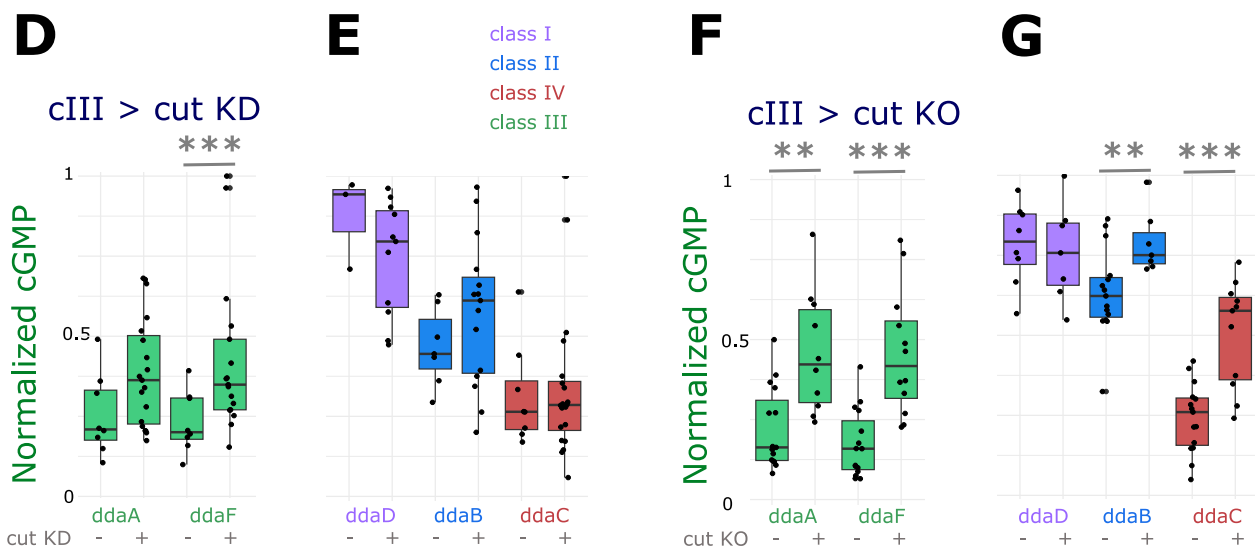 D
E
F
G
class I
class II
class IV
class III
cIII > cut KD
cIII > cut KO
***
**
***
**
***
Normalized cGMP
1
0.5
0
Normalized cGMP
1
0.5
0
ddaA ddaF
ddaD ddaB ddaC
ddaA ddaF
ddaD ddaB ddaC
cut KD - + - +
- + - + - +
cut KO - + - +
- + - + - +